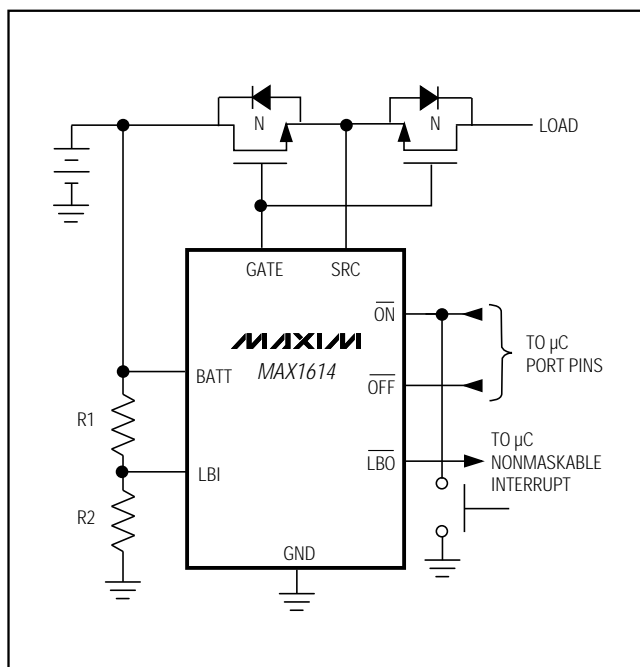 N
N
LOAD
GATE
SRC
ON
MAXIM
MAX1614
TO µC
PORT PINS
BATT
OFF
R1
TO µC
NONMASKABLE
INTERRUPT
LBO
LBI
R2
GND